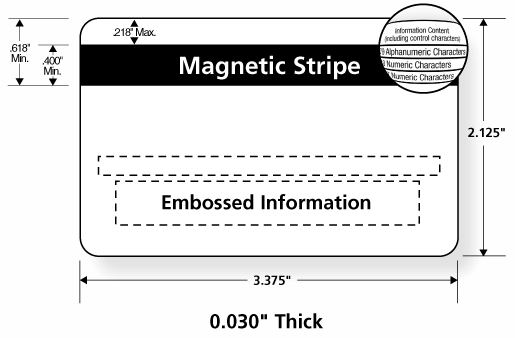 .218" Max.
.618"
Min.
.400"
Min.
Magnetic Stripe
Information Content
(including control characters)
79 Alphanumeric Characters
Numeric Characters
Numeric Characters
2.125"
Embossed Information
3.375"
0.030" Thick